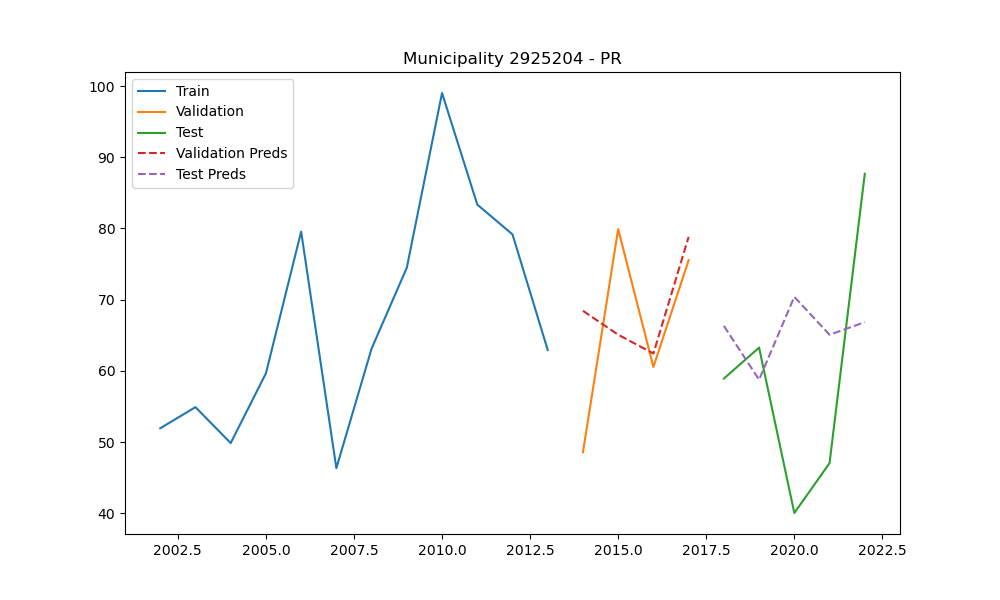 Municipality 2925204 - PR
Train
Validation
Test
Validation Preds
Test Preds
100
90
80
70
60
50
40
2002.5 2005.0 2007.5 2010.0 2012.5 2015.0 2017.5 2020.0 2022.5